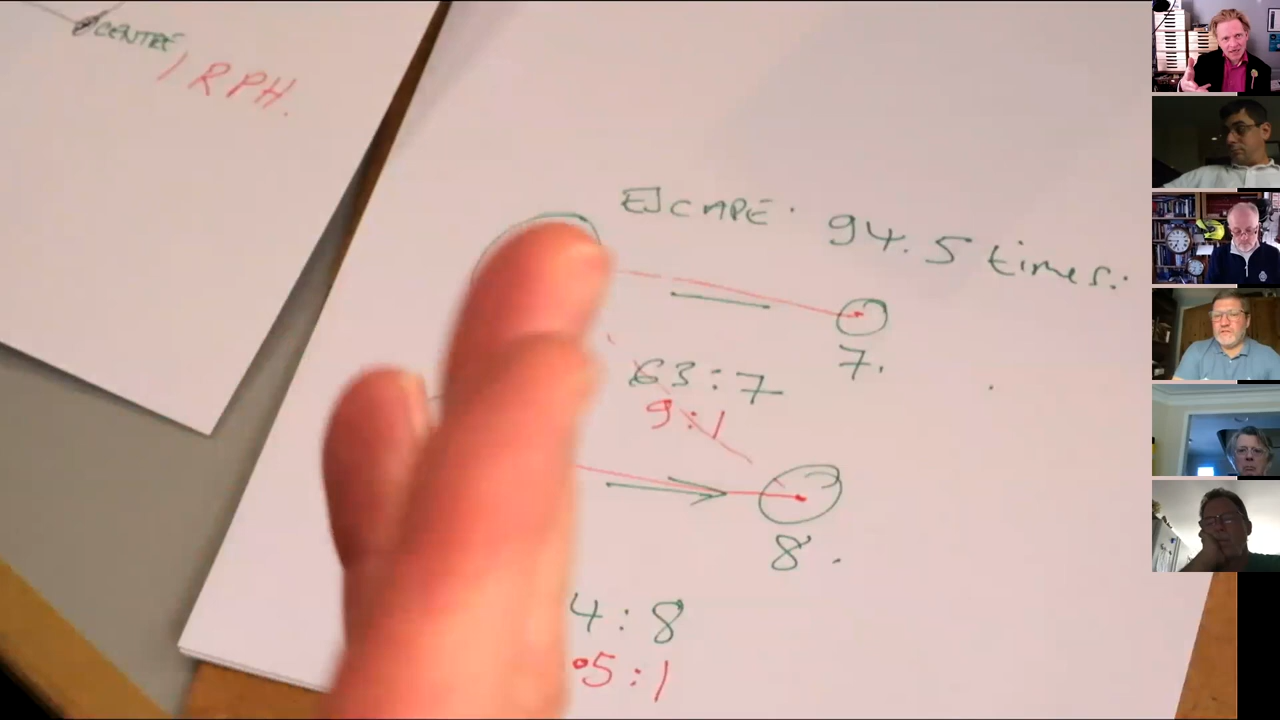 CENTRE
1 RPH.
ESCAPE: 94.5 times.
7.
63:7
9:1
8.
4:8
.5:1